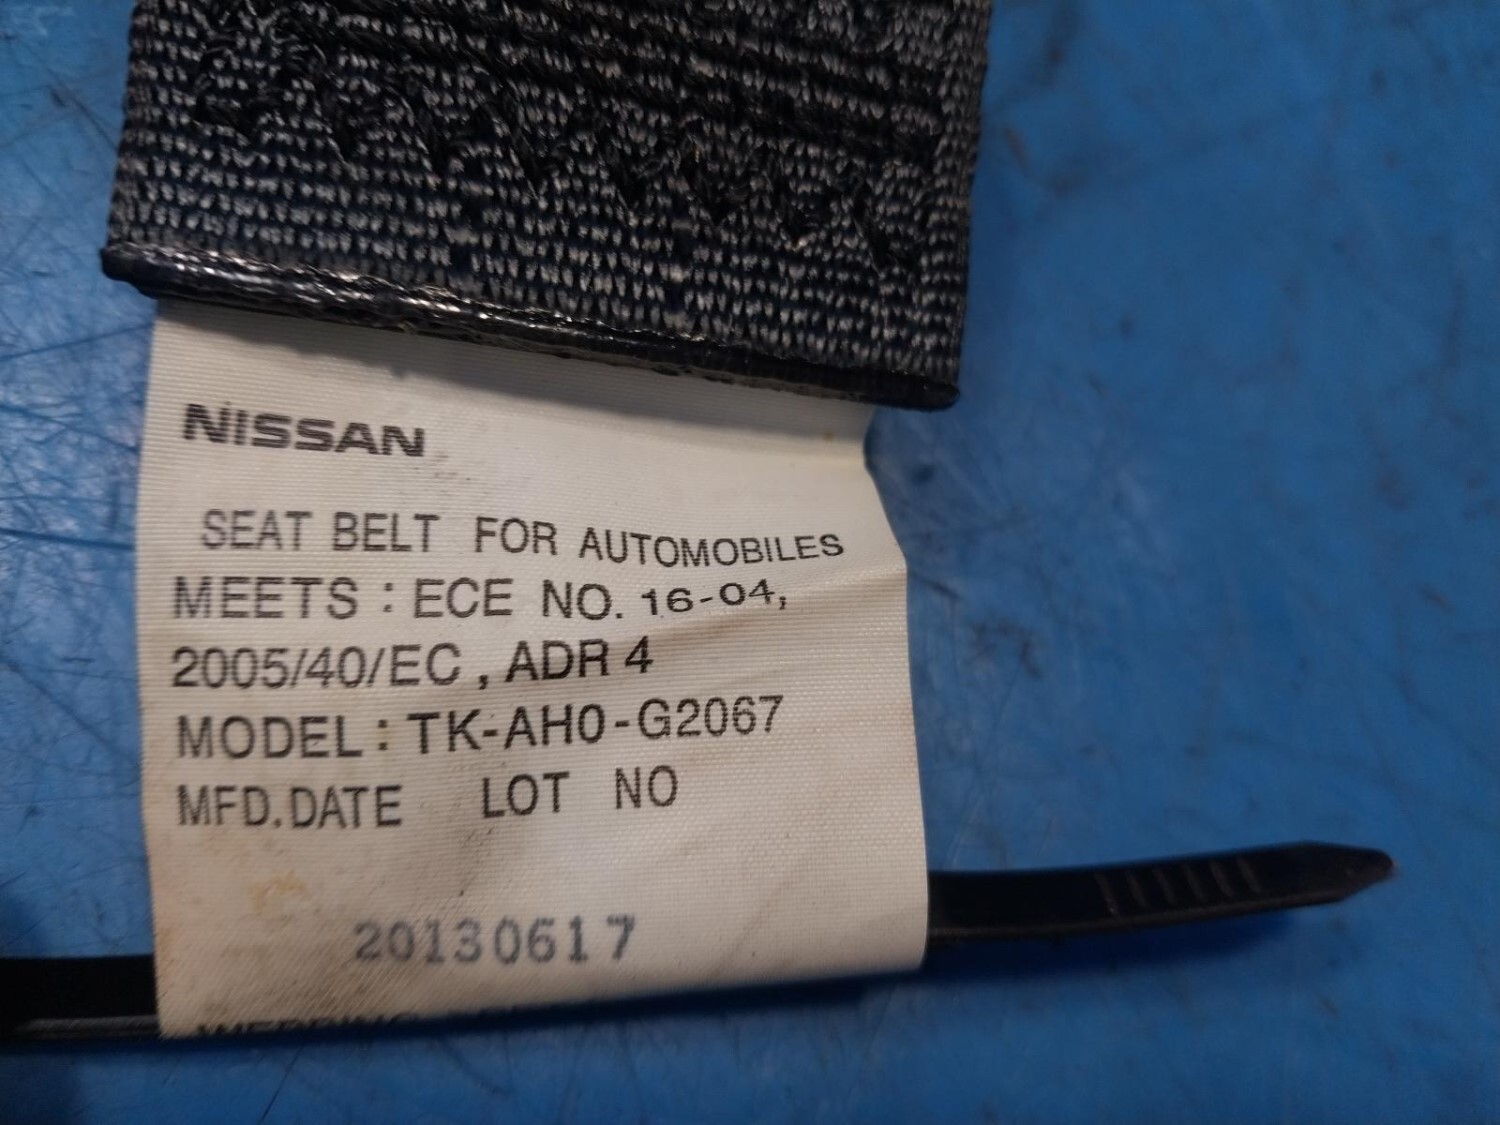 NISSAN
SEAT BELT FOR AUTOMOBILES
MEETS : ECE NO. 16-04,
2005/40/EC, ADR 4
MODEL : TK-AH0-G2067
MFD.DATE LOT NO
20130617